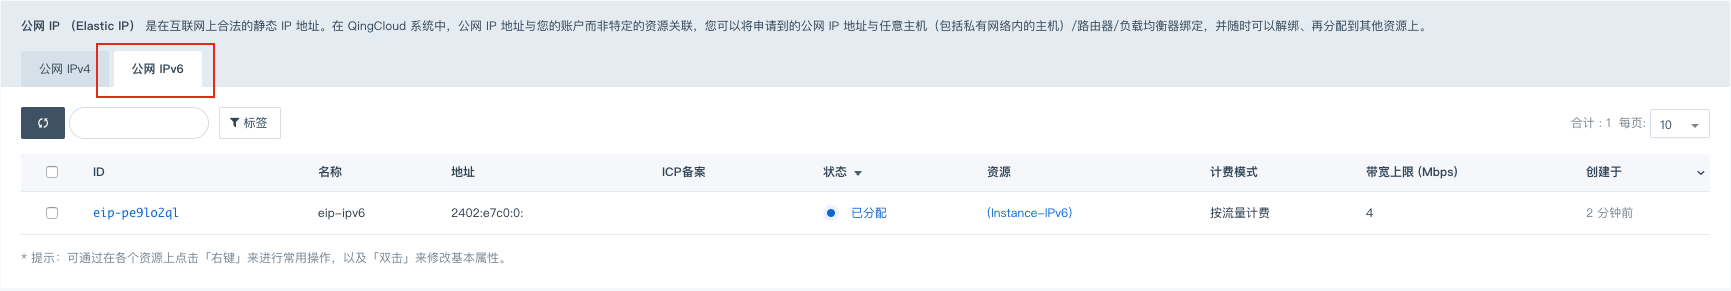 公网 IP （Elastic IP） 是在互联网上合法的静态 IP 地址。在 QingCloud 系统中，公网 IP 地址与您的账户而非特定的资源关联，您可以将申请到的公网 IP 地址与任意主机（包括私有网络内的主机）/路由器/负载均衡器绑定，并随时可以解绑、再分配到其他资源上。
公网 IPv4 公网 IPv6
标签 合计：1 每页: 10
ID 名称 地址 ICP备案 状态 资源 计费模式 带宽上限 (Mbps) 创建于
eip-pe9lo2ql eip-ipv6 2402:e7c0:0: 已分配 (Instance-IPv6) 按流量计费 4 2 分钟前
* 提示：可通过在各个资源上点击「右键」来进行常用操作，以及「双击」来修改基本属性。